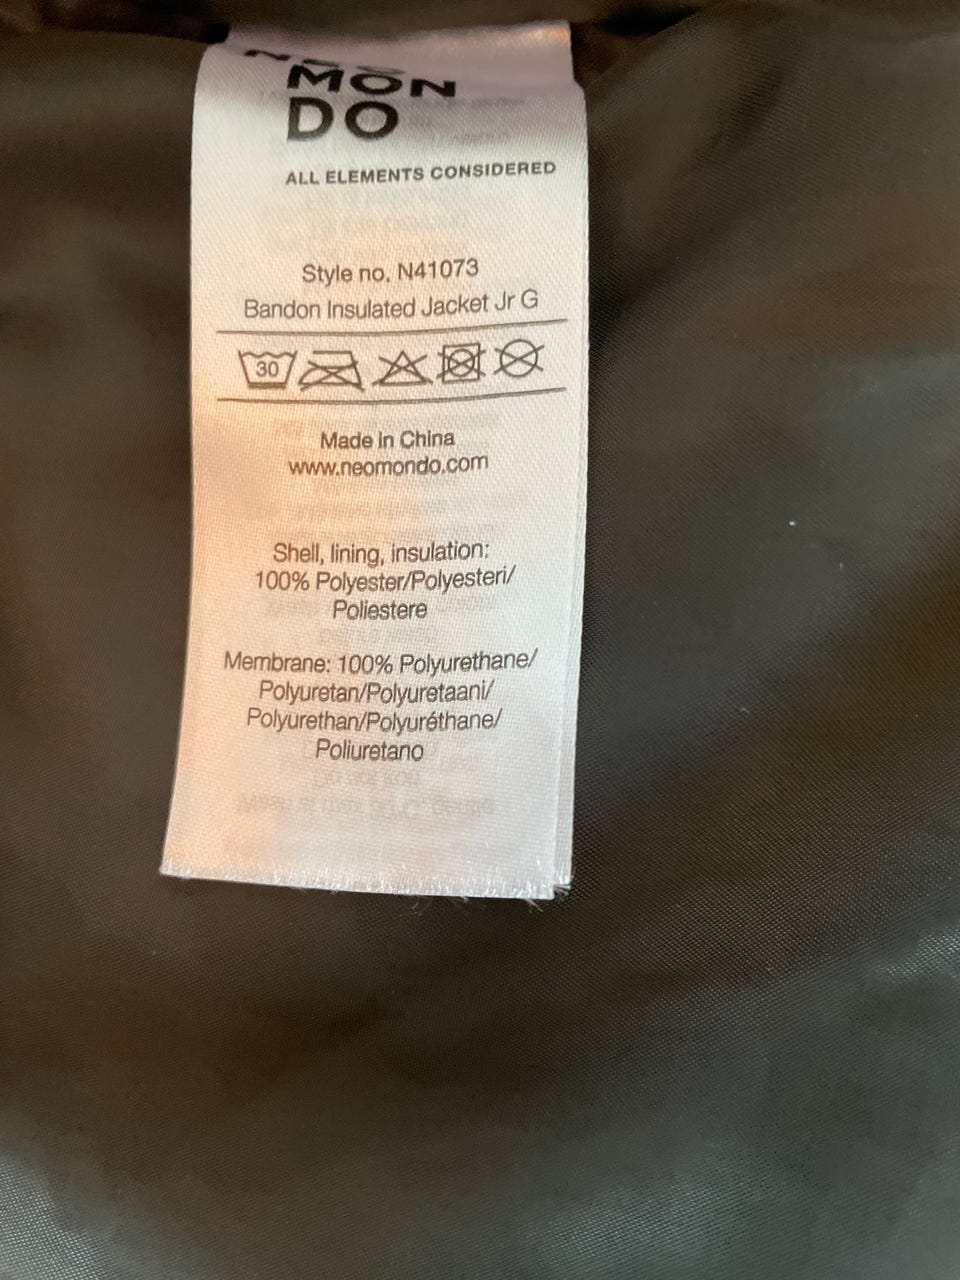 MON
DO
ALL ELEMENTS CONSIDERED
Style no. N41073
Bandon Insulated Jacket Jr G
30
Made in China
www.neomondo.com
Shell, lining, insulation:
100% Polyester/Polyesteri/
Poliestere
Membrane: 100% Polyurethane/
Polyuretan/Polyuretaani/
Polyurethan/Polyuréthane/
Poliuretano